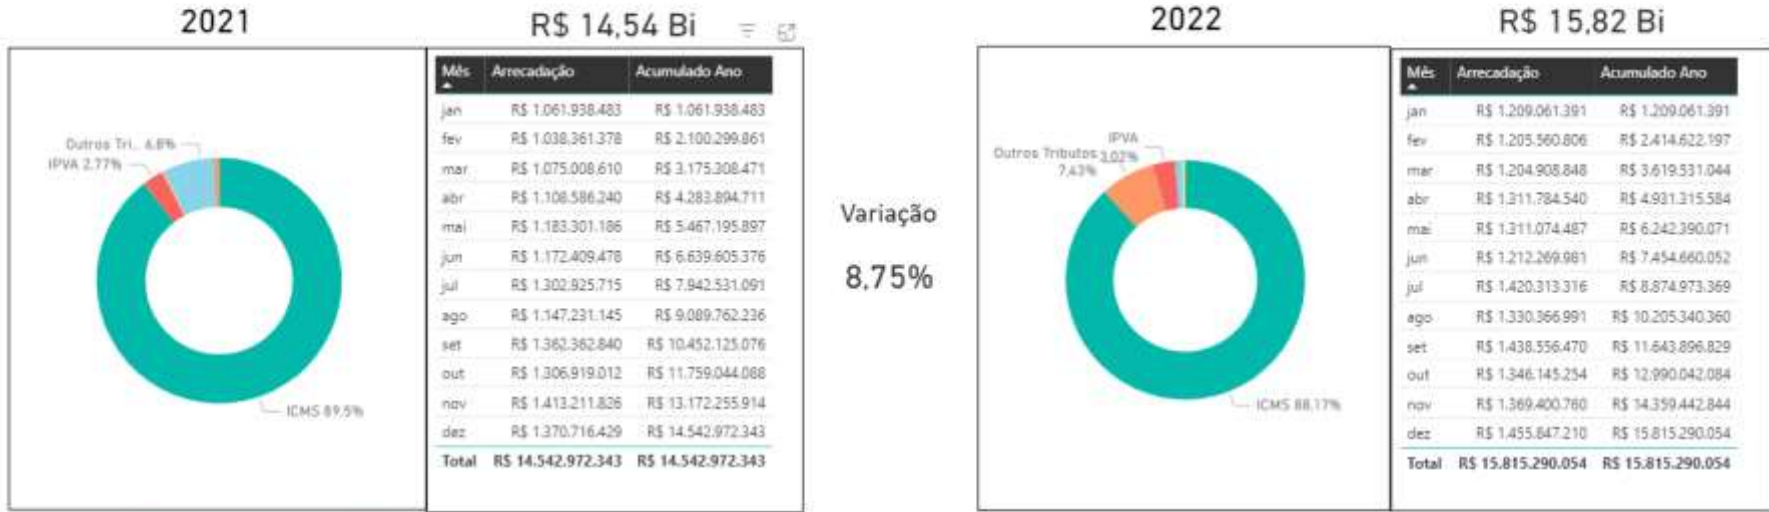 2021
R$ 14,54 Bi
Outros Tri... 6,8%
IPVA 2,77%
ICMS 89,5%
Mês Arrecadação Acumulado Ano
jan R$ 1.061.938.483 R$ 1.061.938.483
fev R$ 1.038.361.378 R$ 2.100.299.861
mar R$ 1.075.008.610 R$ 3.175.308.471
abr R$ 1.108.586.240 R$ 4.283.894.711
mai R$ 1.183.301.186 R$ 5.467.195.897
jun R$ 1.172.409.478 R$ 6.639.605.376
jul R$ 1.302.925.715 R$ 7.942.531.091
ago R$ 1.147.231.145 R$ 9.089.762.236
set R$ 1.362.362.840 R$ 10.452.125.076
out R$ 1.306.919.012 R$ 11.759.044.088
nov R$ 1.413.211.826 R$ 13.172.255.914
dez R$ 1.370.716.429 R$ 14.542.972.343
Total R$ 14.542.972.343 R$ 14.542.972.343
Variação
8,75%
2022
R$ 15,82 Bi
IPVA
3,02%
Outros Tributos
7,43%
ICMS 88,17%
Mês Arrecadação Acumulado Ano
jan R$ 1.209.061.391 R$ 1.209.061.391
fev R$ 1.205.560.806 R$ 2.414.622.197
mar R$ 1.204.908.848 R$ 3.619.531.044
abr R$ 1.311.784.540 R$ 4.931.315.584
mai R$ 1.311.074.487 R$ 6.242.390.071
jun R$ 1.212.269.981 R$ 7.454.660.052
jul R$ 1.420.313.316 R$ 8.874.973.369
ago R$ 1.330.366.991 R$ 10.205.340.360
set R$ 1.438.556.470 R$ 11.643.896.829
out R$ 1.346.145.254 R$ 12.990.042.084
nov R$ 1.369.400.760 R$ 14.359.442.844
dez R$ 1.455.847.210 R$ 15.815.290.054
Total R$ 15.815.290.054 R$ 15.815.290.054